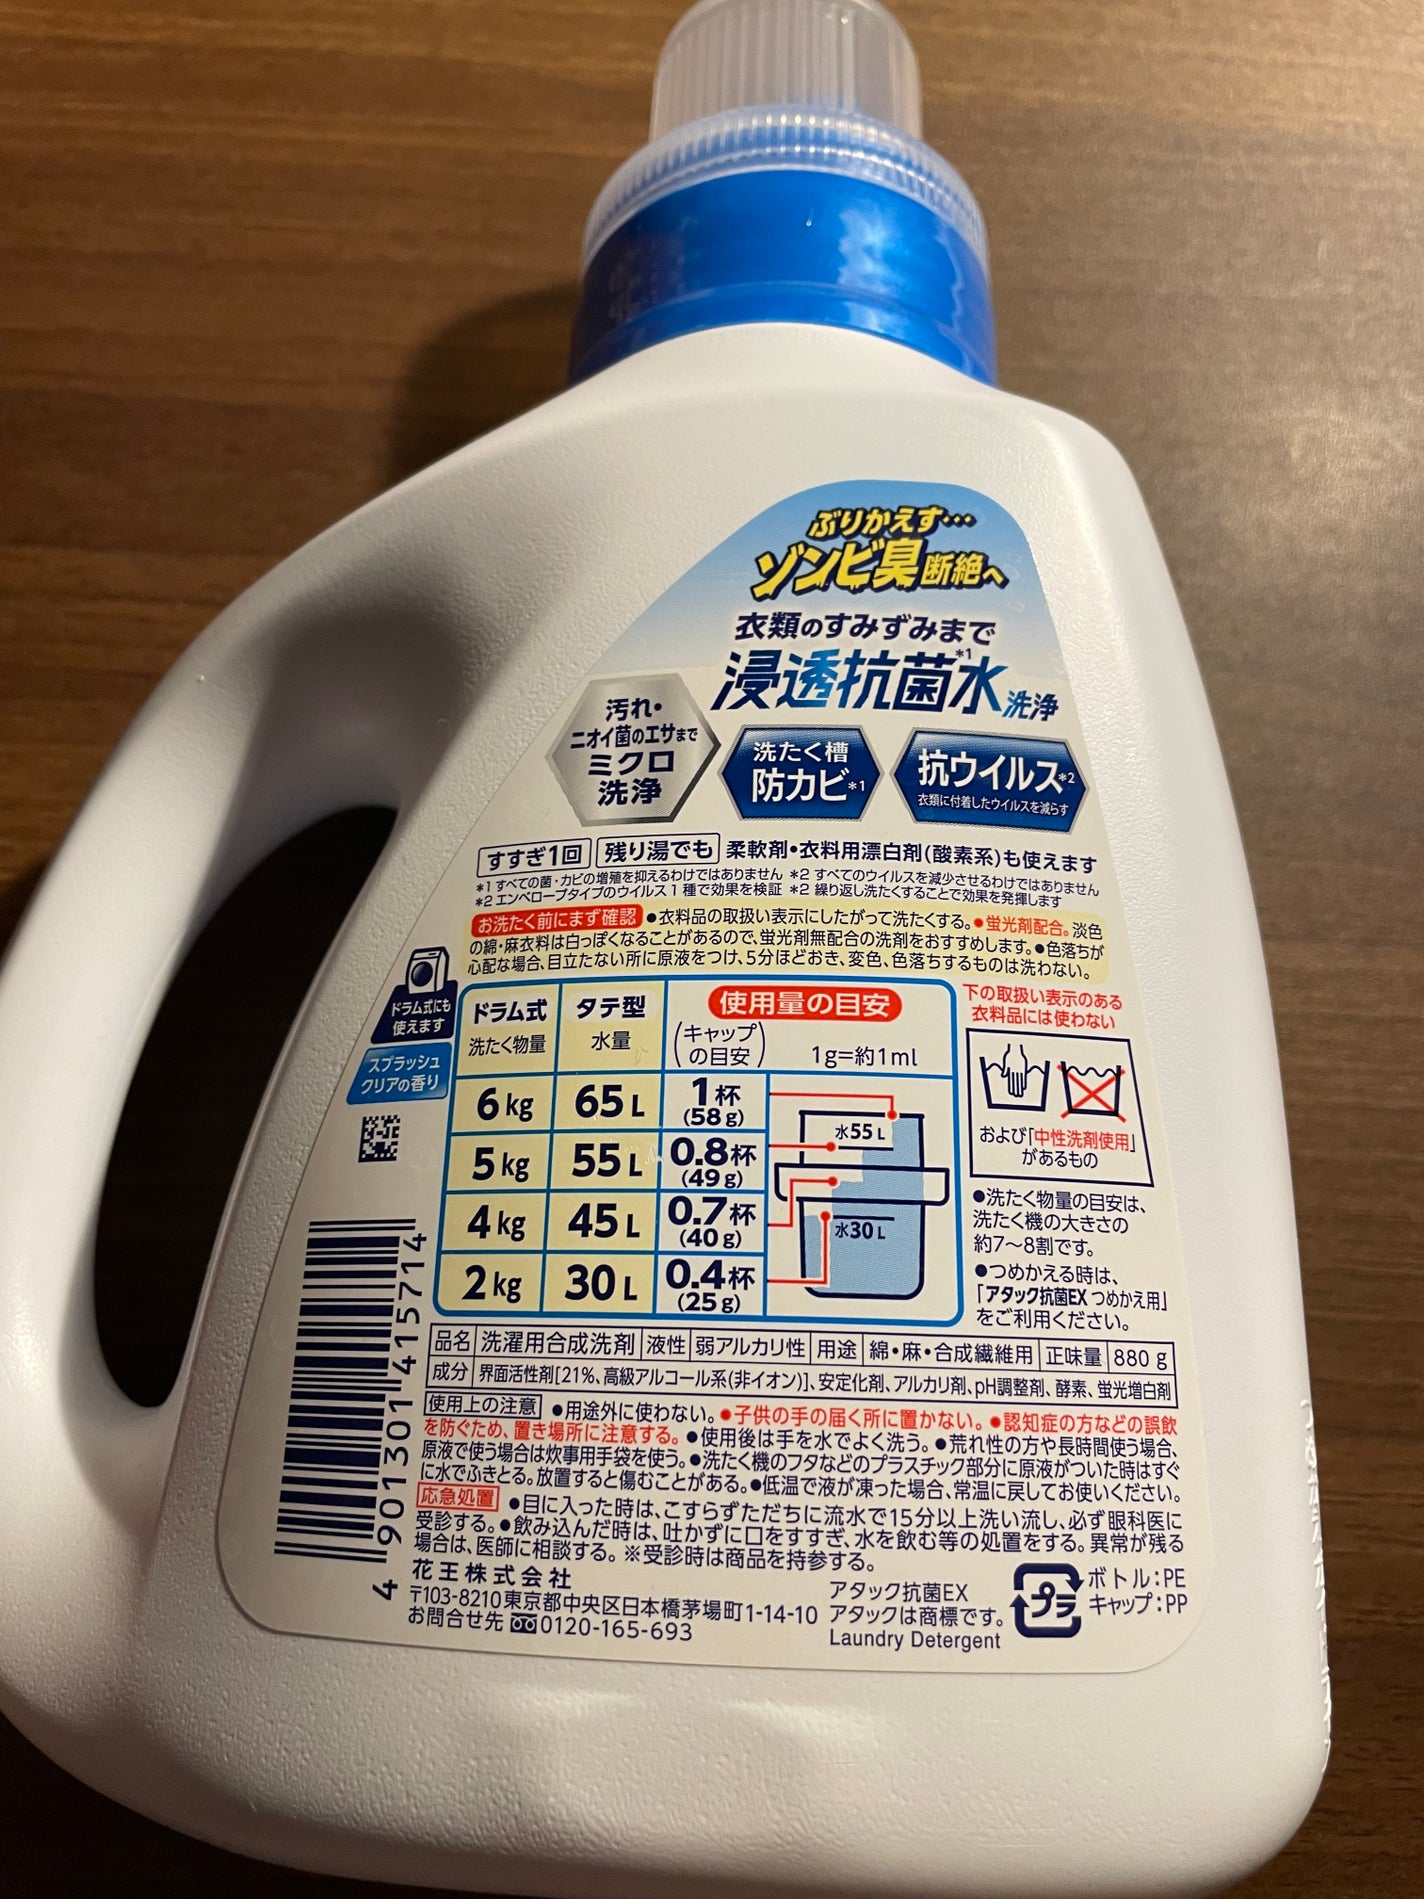 ぶりかえす…
ゾンビ臭断絶へ
衣類のすみずみまで
浸透抗菌水*1洗浄
汚れ・
ニオイ菌のエサまで
ミクロ
洗浄
洗たく槽
防カビ*1
抗ウイルス*2
衣類に付着したウイルスを減らす
すすぎ1回 残り湯でも 柔軟剤・衣料用漂白剤(酸素系)も使えます
*1 すべての菌・カビの増殖を抑えるわけではありません *2 すべてのウイルスを減少させるわけではありません
*2 エンベロープタイプのウイルス1種で効果を検証 *2 繰り返し洗たくすることで効果を発揮します
お洗たく前にまず確認 ●衣料品の取扱い表示にしたがって洗たくする。●蛍光剤配合。淡色
の綿・麻衣料は白っぽくなることがあるので、蛍光剤無配合の洗剤をおすすめします。●色落ちが
心配な場合、目立たない所に原液をつけ、5分ほどおき、変色、色落ちするものは洗わない。
ドラム式にも
使えます
スプラッシュ
クリアの香り
ドラム式 タテ型 使用量の目安
洗たく物量 水量 (キャップの目安) 1g=約1ml
6kg 65L 1杯(58g)
5kg 55L 0.8杯(49g)
4kg 45L 0.7杯(40g)
2kg 30L 0.4杯(25g)
水55L
水30L
下の取扱い表示のある
衣料品には使わない
および「中性洗剤使用」
があるもの
●洗たく物量の目安は、
洗たく機の大きさの
約7〜8割です。
●つめかえる時は、
「アタック抗菌EX つめかえ用」
をご利用ください。
品名 洗濯用合成洗剤 液性 弱アルカリ性 用途 綿・麻・合成繊維用 正味量 880g
成分 界面活性剤[21%、高級アルコール系(非イオン)]、安定化剤、アルカリ剤、pH調整剤、酵素、蛍光増白剤
使用上の注意 ●用途外に使わない。●子供の手の届く所に置かない。●認知症の方などの誤飲
を防ぐため、置き場所に注意する。●使用後は手を水でよく洗う。●荒れ性の方や長時間使う場合、
原液で使う場合は炊事用手袋を使う。●洗たく機のフタなどのプラスチック部分に原液がついた時はすぐ
に水でふきとる。放置すると傷むことがある。●低温で液が凍った場合、常温に戻してお使いください。
応急処置 ●目に入った時は、こすらずただちに流水で15分以上洗い流し、必ず眼科医に
受診する。●飲み込んだ時は、吐かずに口をすすぎ、水を飲む等の処置をする。異常が残る
場合は、医師に相談する。※受診時は商品を持参する。
花王株式会社
〒103-8210東京都中央区日本橋茅場町1-14-10
お問合せ先 0120-165-693
アタック抗菌EX
アタックは商標です。
Laundry Detergent
プラ
ボトル:PE
キャップ:PP
4 901301 415714